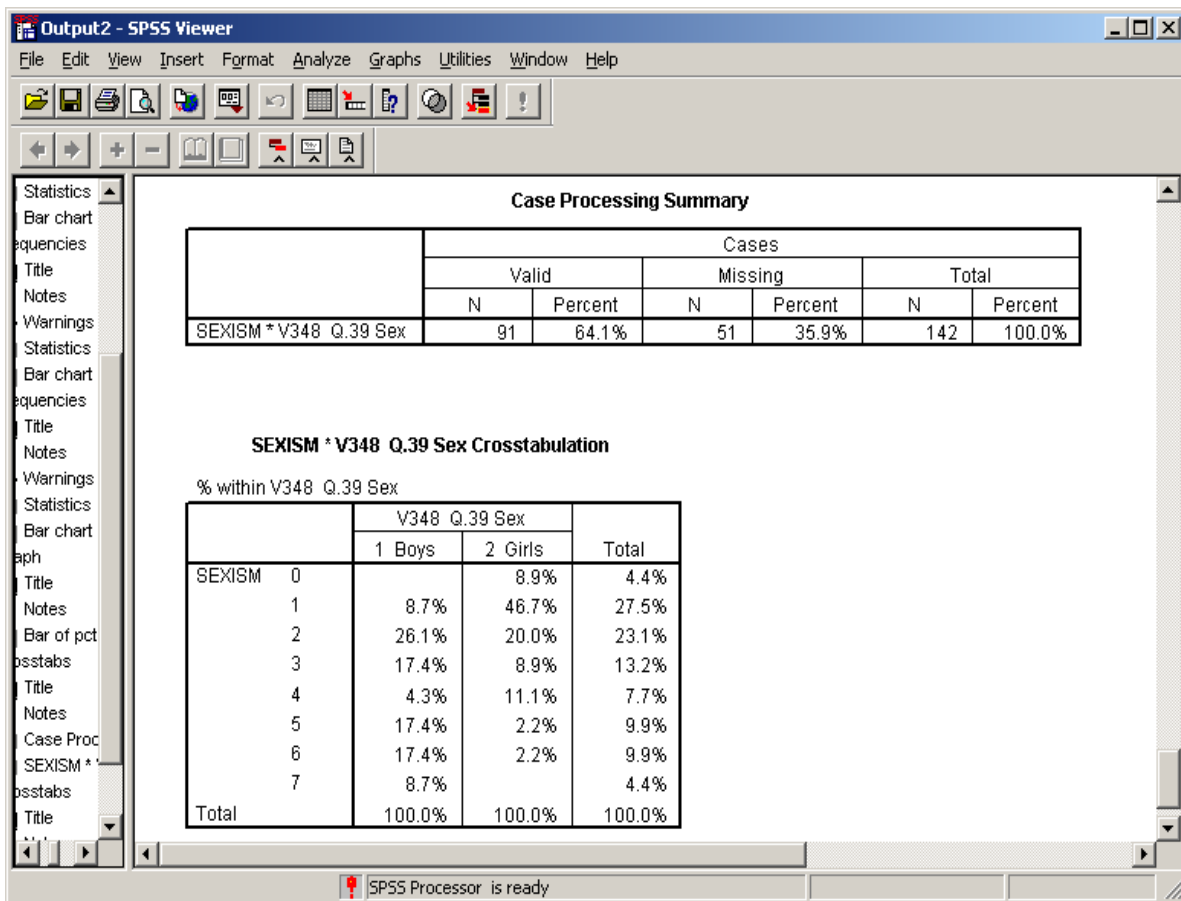 Output2 - SPSS Viewer
File Edit View Insert Format Analyze Graphs Utilities Window Help
Statistics
Bar chart
equencies
Title
Notes
Warnings
Statistics
Bar chart
equencies
Title
Notes
Warnings
Statistics
Bar chart
aph
Title
Notes
Bar of pct
osstabs
Title
Notes
Case Proc
SEXISM *
osstabs
Title
Case Processing Summary
Cases
Valid Missing Total
N Percent N Percent N Percent
SEXISM * V348 Q.39 Sex 91 64.1% 51 35.9% 142 100.0%
SEXISM * V348 Q.39 Sex Crosstabulation
% within V348 Q.39 Sex
V348 Q.39 Sex
1 Boys 2 Girls Total
SEXISM 0 8.9% 4.4%
1 8.7% 46.7% 27.5%
2 26.1% 20.0% 23.1%
3 17.4% 8.9% 13.2%
4 4.3% 11.1% 7.7%
5 17.4% 2.2% 9.9%
6 17.4% 2.2% 9.9%
7 8.7% 4.4%
Total 100.0% 100.0% 100.0%
SPSS Processor is ready